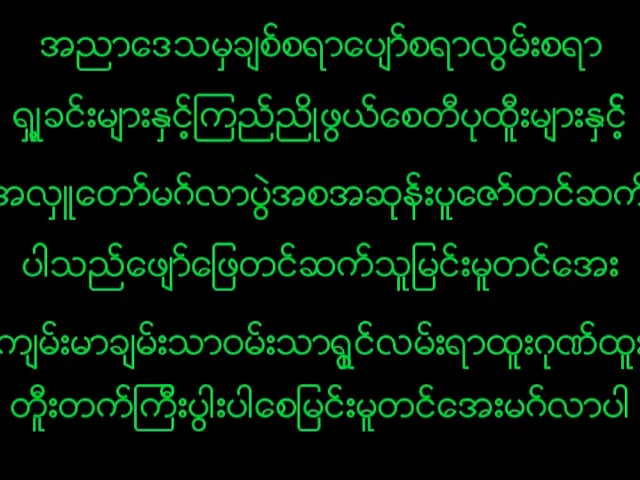 အညာဒေသမှချစ်စရာပျော်စရာလွမ်းစရာ
ရှုခင်းများနှင့်ကြည်ညိုဖွယ်စေတီပုထိူးများနှင့်
အလှူတော်မင်္ဂလာပွဲအစအဆုန်းပူဇော်တင်ဆက်
ပါသည်ဖျော်ဖြေတင်ဆက်သူမြင်းမူတင်အေး
ကျမ်းမာချမ်းသာဝမ်းသာရွှင်လမ်းရာထူးဂုဏ်ထူး
တိူးတက်ကြီးပွါးပါစေမြင်းမူတင်အေးမင်္ဂလာပါ